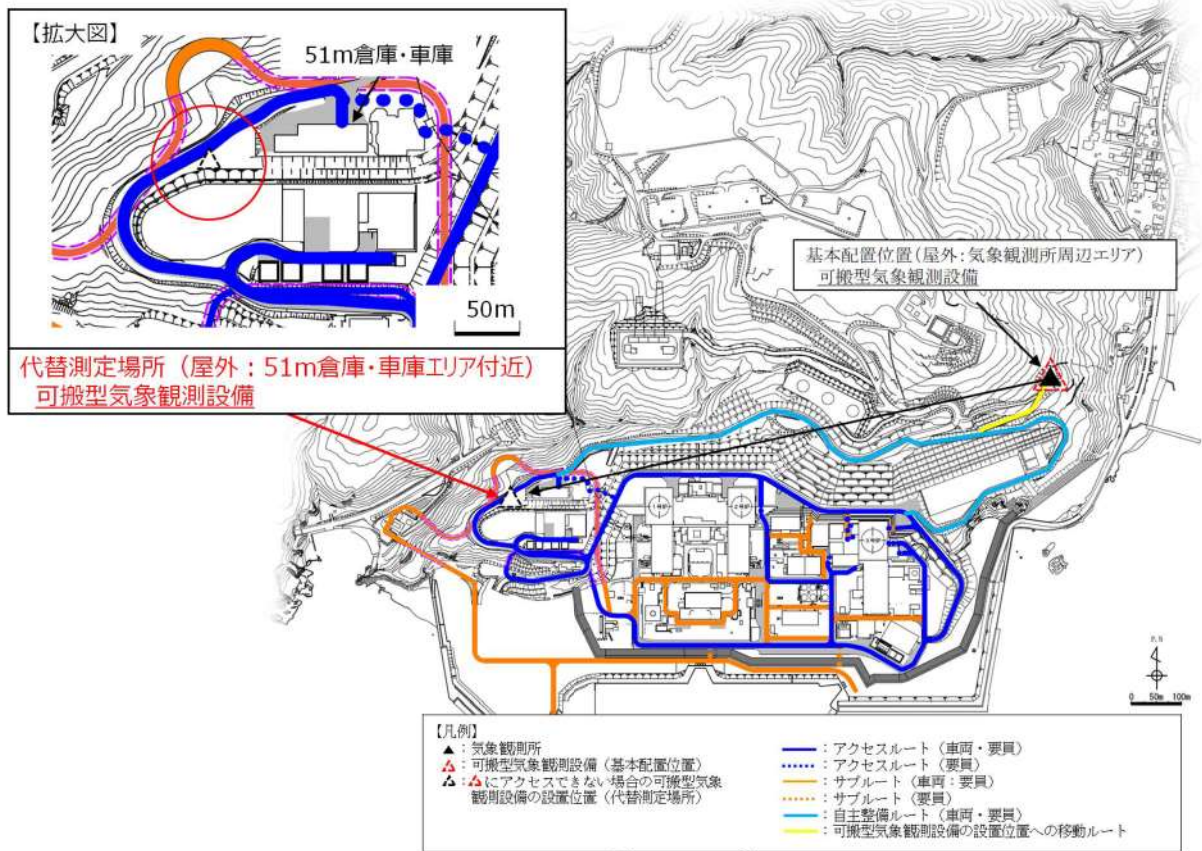 【拡大図】
51m倉庫・車庫
50m
代替測定場所（屋外：51m倉庫・車庫エリア付近）
可搬型気象観測設備
基本配置位置(屋外:気象観測所周辺エリア)
可搬型気象観測設備
1号炉
2号炉
3号炉
P.N
0 50m 100m
【凡例】
▲：気象観測所
：可搬型気象観測設備（基本配置位置）
：にアクセスできない場合の可搬型気象
観測設備の設置位置（代替測定場所）
：アクセスルート（車両・要員）
：アクセスルート（要員）
：サブルート（車両：要員）
：サブルート（要員）
：自主整備ルート（車両・要員）
：可搬型気象観測設備の設置位置への移動ルート